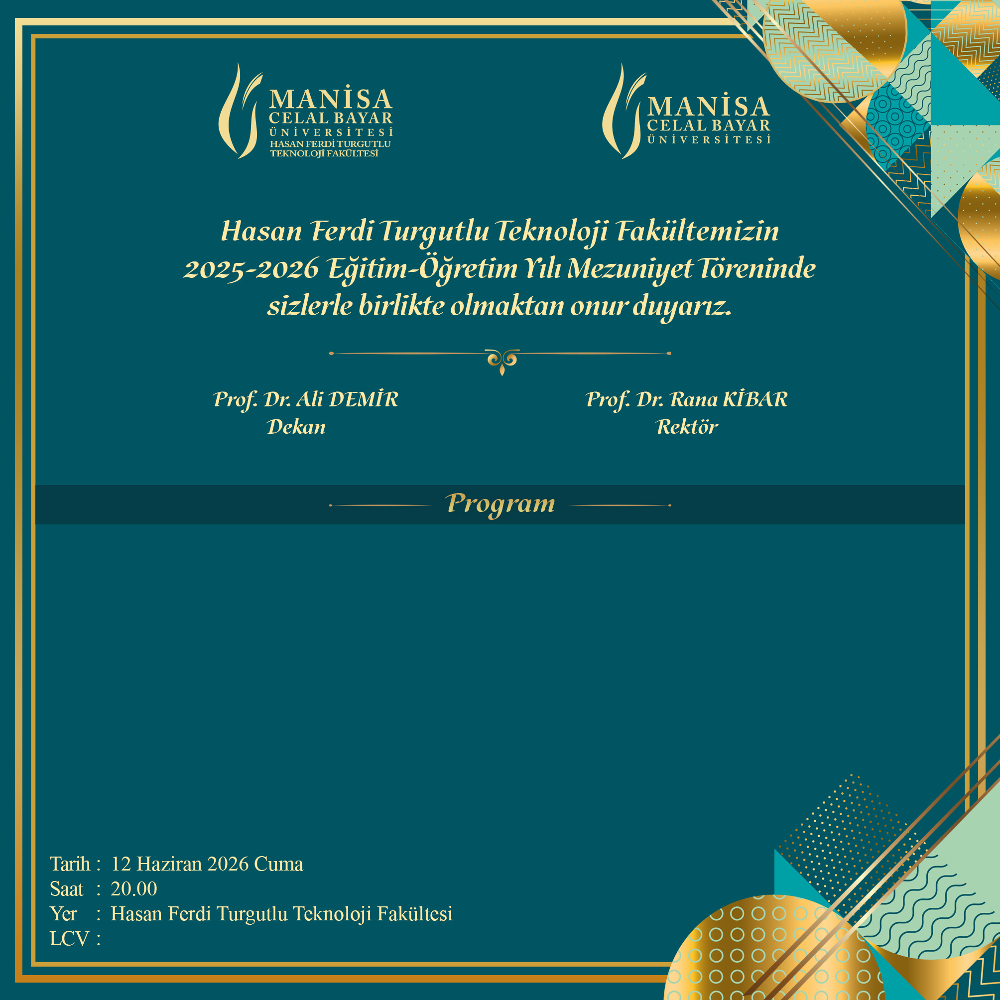 MANİSA
CELAL BAYAR
ÜNİVERSİTESİ
HASAN FERDİ TURGUTLU
TEKNOLOJİ FAKÜLTESİ
MANİSA
CELAL BAYAR
ÜNİVERSİTESİ
Hasan Ferdi Turgutlu Teknoloji Fakültemizin
2025-2026 Eğitim-Öğretim Yılı Mezuniyet Töreninde
sizlerle birlikte olmaktan onur duyarız.
Prof. Dr. Ali DEMİR
Dekan
Prof. Dr. Rana KİBAR
Rektör
Program
Tarih : 12 Haziran 2026 Cuma
Saat : 20.00
Yer : Hasan Ferdi Turgutlu Teknoloji Fakültesi
LCV :